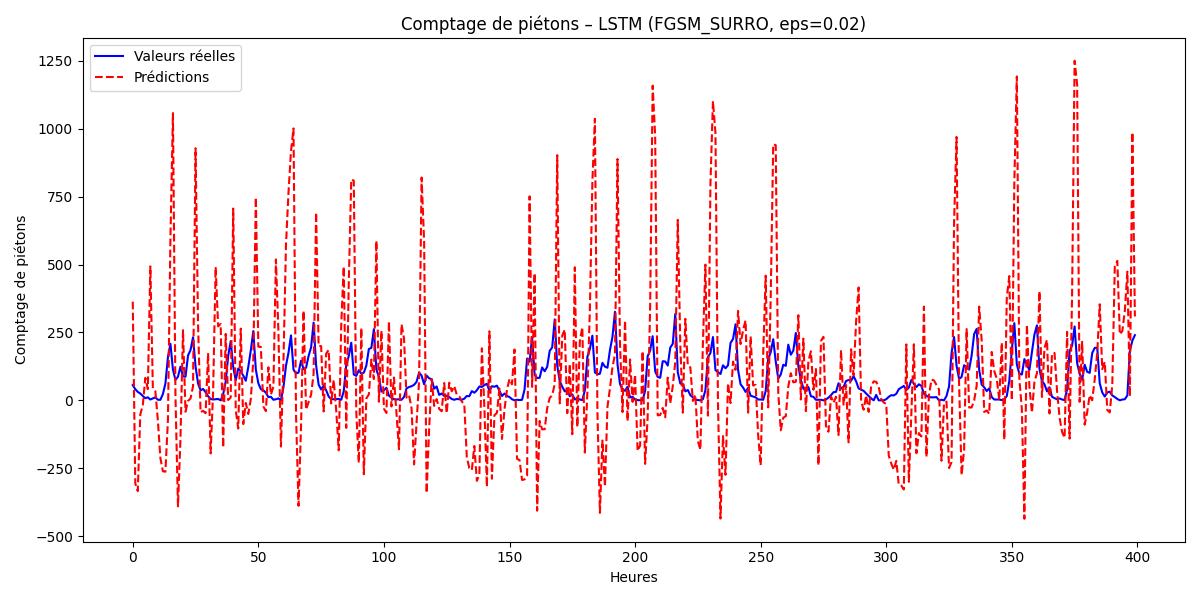 Comptage de piétons – LSTM (FGSM_SURRO, eps=0.02)
Valeurs réelles
Prédictions
Comptage de piétons
1250
1000
750
500
250
0
−250
−500
0 50 100 150 200 250 300 350 400
Heures